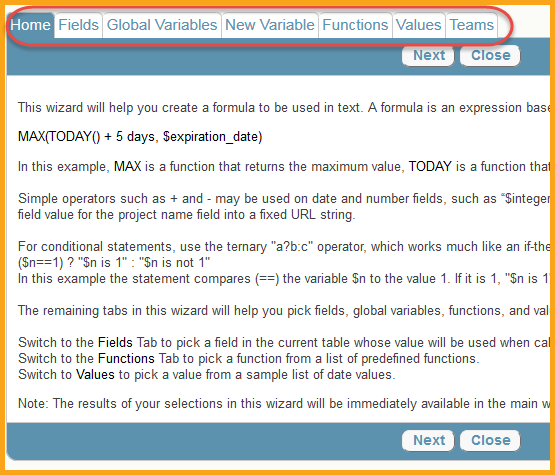 Home Fields Global Variables New Variable Functions Values Teams
Next Close
This wizard will help you create a formula to be used in text. A formula is an expression base
MAX(TODAY() + 5 days, $expiration_date)
In this example, MAX is a function that returns the maximum value, TODAY is a function that
Simple operators such as + and - may be used on date and number fields, such as “$integer
field value for the project name field into a fixed URL string.
For conditional statements, use the ternary "a?b:c" operator, which works much like an if-the
($n==1) ? "$n is 1" : "$n is not 1"
In this example the statement compares (==) the variable $n to the value 1. If it is 1, "$n is 1"
The remaining tabs in this wizard will help you pick fields, global variables, functions, and val
Switch to the Fields Tab to pick a field in the current table whose value will be used when cal
Switch to the Functions Tab to pick a function from a list of predefined functions.
Switch to Values to pick a value from a sample list of date values.
Note: The results of your selections in this wizard will be immediately available in the main w
Next Close